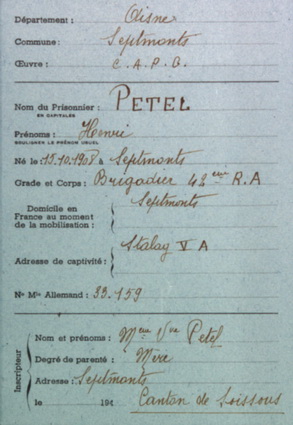 Département : Aisne
Commune : Septmonts
Œuvre : C.A.P.G.
Nom du Prisonnier : PETEL
EN CAPITALES
Prénoms : Henri
SOULIGNER LE PRÉNOM USUEL
Né le 15.10.1908 à Septmonts
Grade et Corps : Brigadier 42ème R.A
Domicile en
France au moment
de la mobilisation : Septmonts
Adresse de captivité : Stalag V A
N° Mle Allemand : 33.159
Inscripteur
Nom et prénoms : Mme Vve Petel
Degré de parenté : Mère
Adresse : Septmonts
le 194 Canton de Soissons